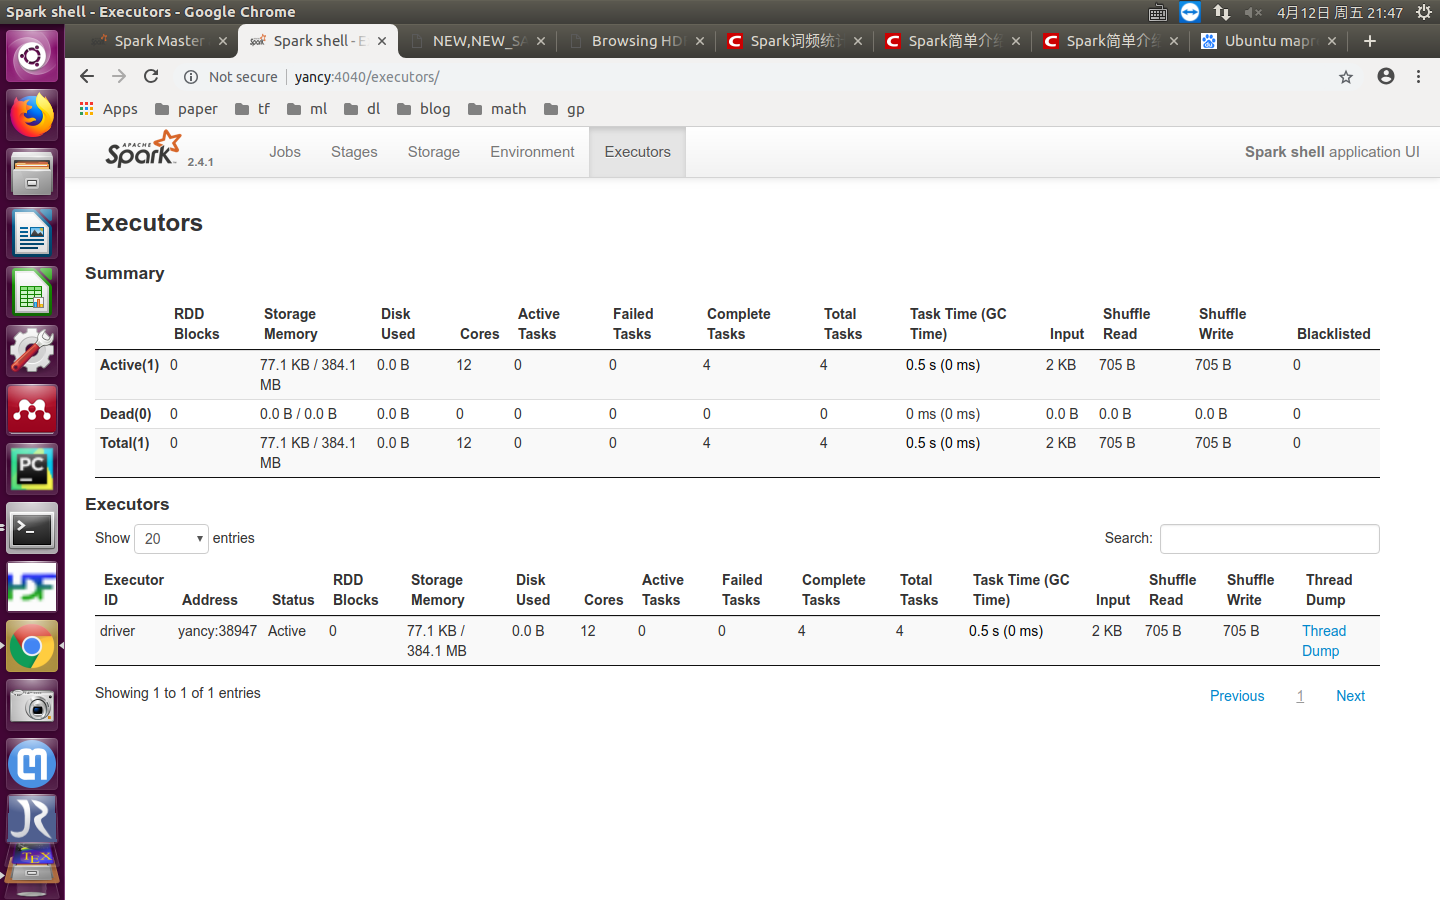 Spark shell - Executors - Google Chrome
4月12日 周五 21:47
Spark Master
Spark shell - E
NEW,NEW_SA
Browsing HD
Spark词频统计
Spark简单介绍
Spark简单介绍
Ubuntu mapr
Not secure
yancy:4040/executors/
Apps paper tf ml dl blog math gp
APACHE
Spark 2.4.1
Jobs Stages Storage Environment Executors
Spark shell application UI
Executors
Summary
RDD Blocks Storage Memory Disk Used Cores Active Tasks Failed Tasks Complete Tasks Total Tasks Task Time (GC Time) Input Shuffle Read Shuffle Write Blacklisted
Active(1) 0 77.1 KB / 384.1 MB 0.0 B 12 0 0 4 4 0.5 s (0 ms) 2 KB 705 B 705 B 0
Dead(0) 0 0.0 B / 0.0 B 0.0 B 0 0 0 0 0 0 ms (0 ms) 0.0 B 0.0 B 0.0 B 0
Total(1) 0 77.1 KB / 384.1 MB 0.0 B 12 0 0 4 4 0.5 s (0 ms) 2 KB 705 B 705 B 0
Executors
Show 20 entries
Search:
Executor ID Address Status RDD Blocks Storage Memory Disk Used Cores Active Tasks Failed Tasks Complete Tasks Total Tasks Task Time (GC Time) Input Shuffle Read Shuffle Write Thread Dump
driver yancy:38947 Active 0 77.1 KB / 384.1 MB 0.0 B 12 0 0 4 4 0.5 s (0 ms) 2 KB 705 B 705 B Thread Dump
Showing 1 to 1 of 1 entries
Previous 1 Next
PC
HDF
JR
TEX